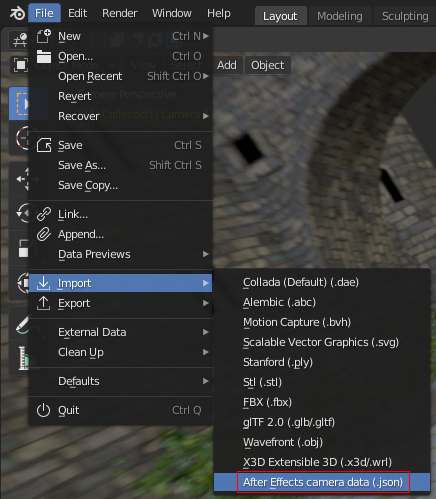 File Edit Render Window Help Layout Modeling Sculpting
New Ctrl N
Open... Ctrl O
Open Recent Shift Ctrl O
Revert
Recover
Save Ctrl S
Save As... Shift Ctrl S
Save Copy...
Link...
Append...
Data Previews
Import
Export
External Data
Clean Up
Defaults
Quit Ctrl Q
Add Object
Collada (Default) (.dae)
Alembic (.abc)
Motion Capture (.bvh)
Scalable Vector Graphics (.svg)
Stanford (.ply)
Stl (.stl)
FBX (.fbx)
glTF 2.0 (.glb/.gltf)
Wavefront (.obj)
X3D Extensible 3D (.x3d/.wrl)
After Effects camera data (.json)